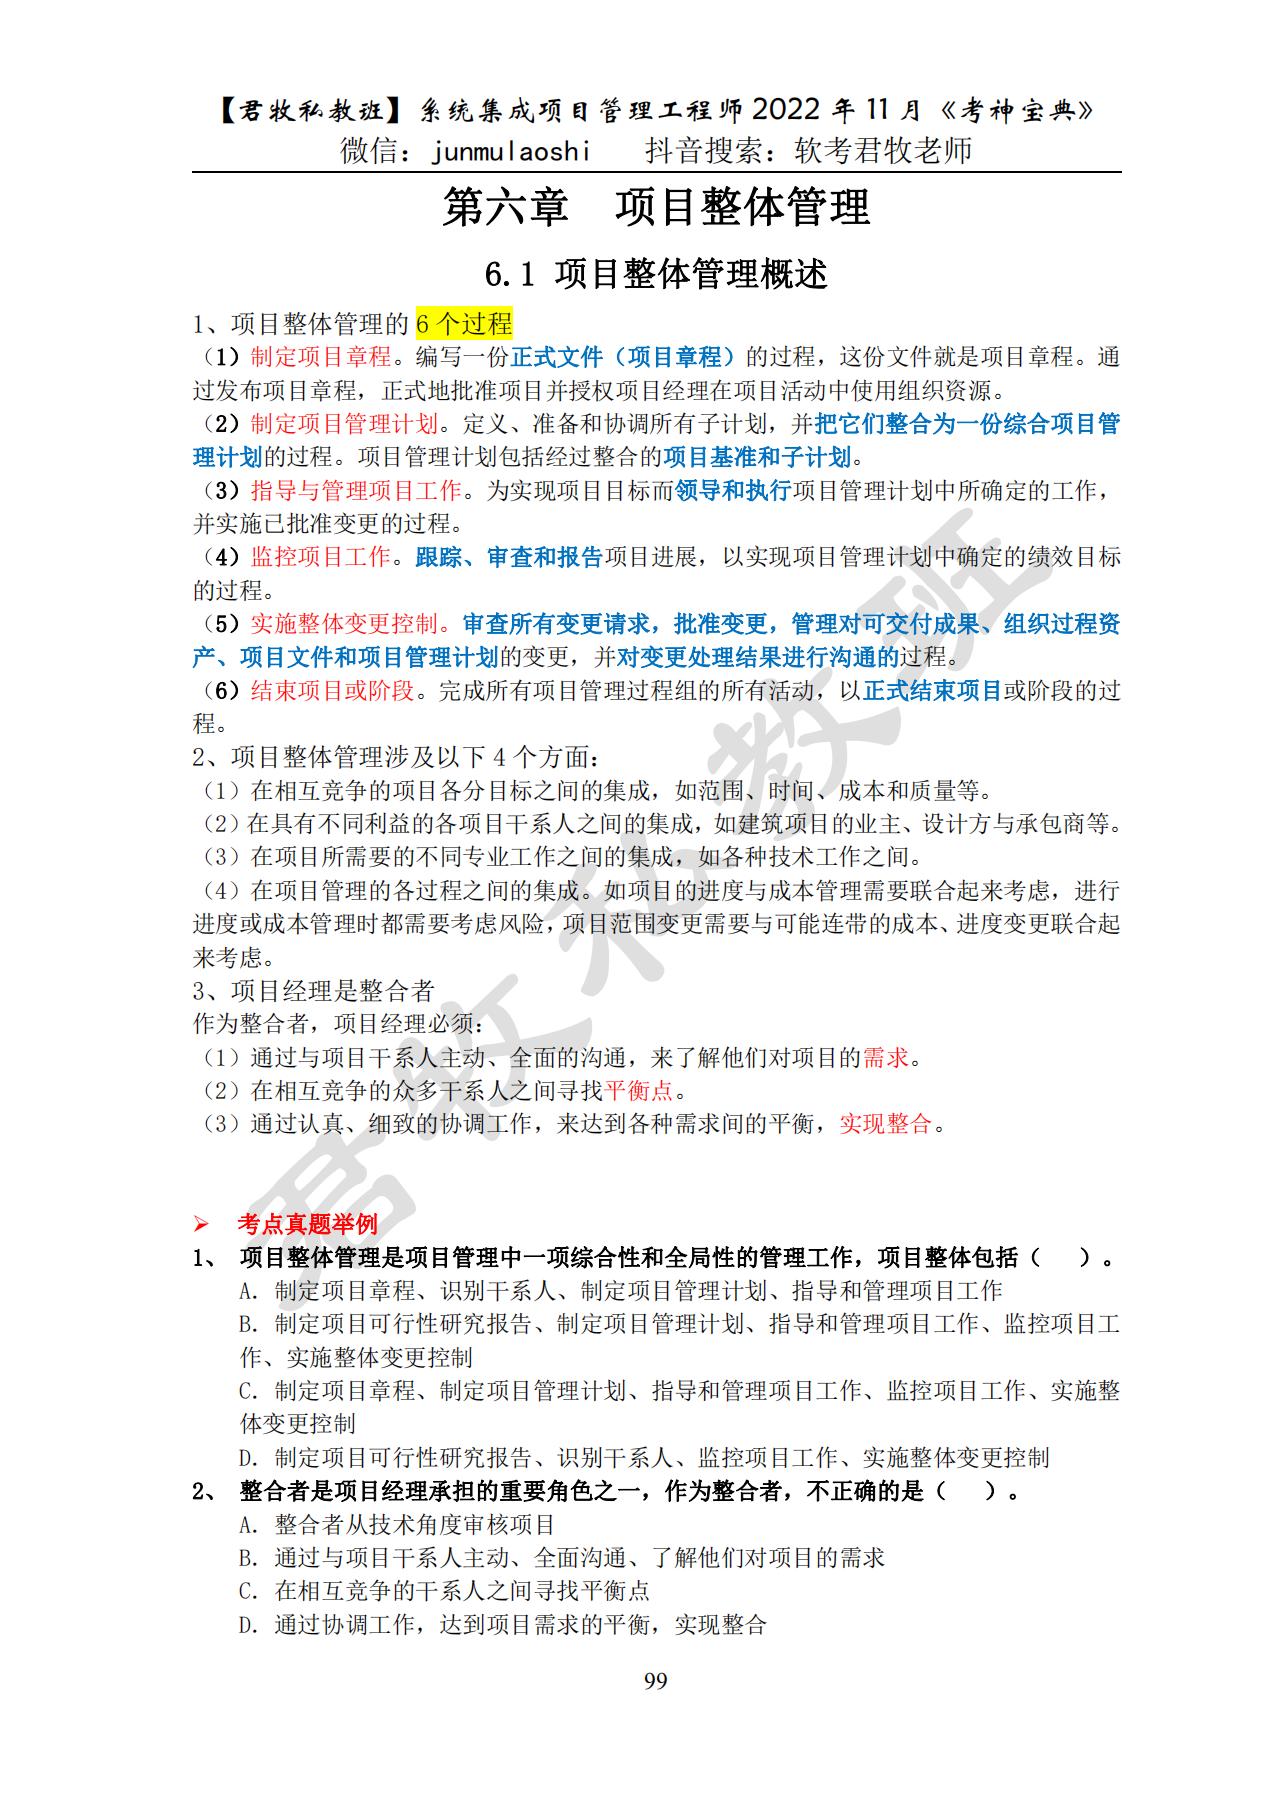 【君牧私教班】系统集成项目管理工程师 2022 年 11 月《考神宝典》
微信：junmulaoshi 抖音搜索：软考君牧老师
第六章 项目整体管理
6.1 项目整体管理概述
1、项目整体管理的 6 个过程
（1）制定项目章程。编写一份正式文件（项目章程）的过程，这份文件就是项目章程。通
过发布项目章程，正式地批准项目并授权项目经理在项目活动中使用组织资源。
（2）制定项目管理计划。定义、准备和协调所有子计划，并把它们整合为一份综合项目管
理计划的过程。项目管理计划包括经过整合的项目基准和子计划。
（3）指导与管理项目工作。为实现项目目标而领导和执行项目管理计划中所确定的工作，
并实施已批准变更的过程。
（4）监控项目工作。跟踪、审查和报告项目进展，以实现项目管理计划中确定的绩效目标
的过程。
（5）实施整体变更控制。审查所有变更请求，批准变更，管理对可交付成果、组织过程资
产、项目文件和项目管理计划的变更，并对变更处理结果进行沟通的过程。
（6）结束项目或阶段。完成所有项目管理过程组的所有活动，以正式结束项目或阶段的过
程。
2、项目整体管理涉及以下 4 个方面：
（1）在相互竞争的项目各分目标之间的集成，如范围、时间、成本和质量等。
（2）在具有不同利益的各项目干系人之间的集成，如建筑项目的业主、设计方与承包商等。
（3）在项目所需要的不同专业工作之间的集成，如各种技术工作之间。
（4）在项目管理的各过程之间的集成。如项目的进度与成本管理需要联合起来考虑，进行
进度或成本管理时都需要考虑风险，项目范围变更需要与可能连带的成本、进度变更联合起
来考虑。
3、项目经理是整合者
作为整合者，项目经理必须：
（1）通过与项目干系人主动、全面的沟通，来了解他们对项目的需求。
（2）在相互竞争的众多干系人之间寻找平衡点。
（3）通过认真、细致的协调工作，来达到各种需求间的平衡，实现整合。
➢ 考点真题举例
1、 项目整体管理是项目管理中一项综合性和全局性的管理工作，项目整体包括（ ）。
A．制定项目章程、识别干系人、制定项目管理计划、指导和管理项目工作
B．制定项目可行性研究报告、制定项目管理计划、指导和管理项目工作、监控项目工
作、实施整体变更控制
C．制定项目章程、制定项目管理计划、指导和管理项目工作、监控项目工作、实施整
体变更控制
D．制定项目可行性研究报告、识别干系人、监控项目工作、实施整体变更控制
2、 整合者是项目经理承担的重要角色之一，作为整合者，不正确的是（ ）。
A．整合者从技术角度审核项目
B．通过与项目干系人主动、全面沟通、了解他们对项目的需求
C．在相互竞争的干系人之间寻找平衡点
D．通过协调工作，达到项目需求的平衡，实现整合
99
君牧私教班